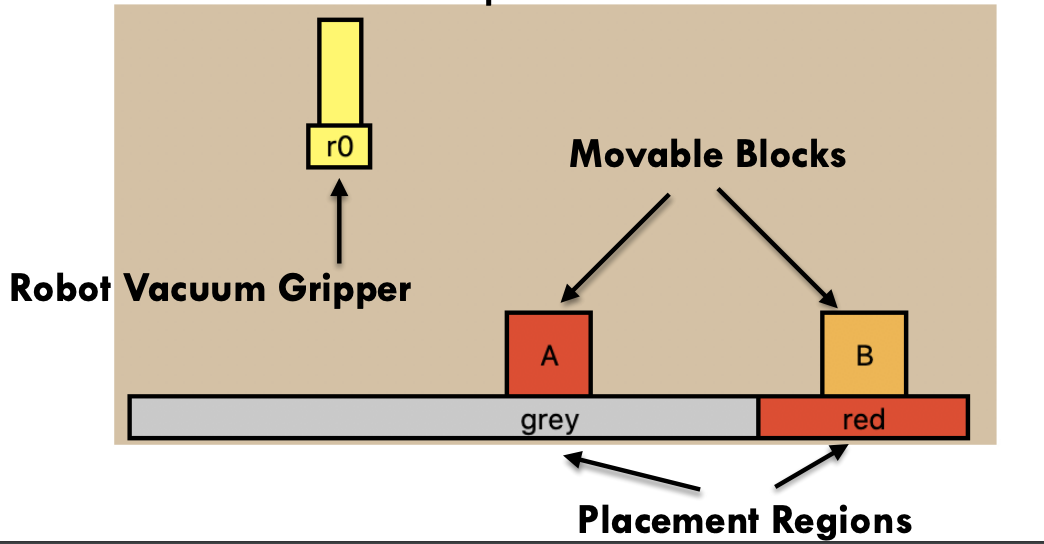 r0
Movable Blocks
Robot Vacuum Gripper
A
B
grey
red
Placement Regions